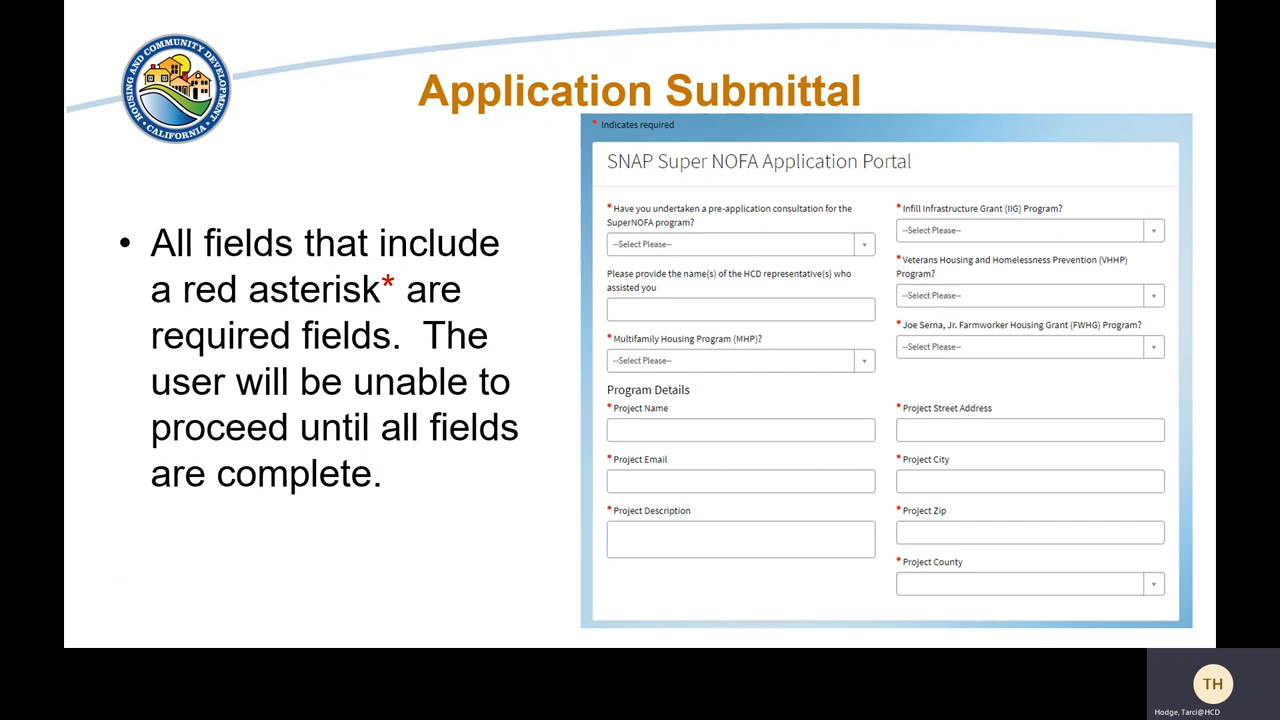 HOUSING AND COMMUNITY DEVELOPMENT
• CALIFORNIA •
Application Submittal
• All fields that include
a red asterisk* are
required fields.  The
user will be unable to
proceed until all fields
are complete.
* Indicates required
SNAP Super NOFA Application Portal
* Have you undertaken a pre-application consultation for the
SuperNOFA program?
--Select Please--
Please provide the name(s) of the HCD representative(s) who
assisted you
* Multifamily Housing Program (MHP)?
--Select Please--
* Infill Infrastructure Grant (IIG) Program?
--Select Please--
* Veterans Housing and Homelessness Prevention (VHHP)
Program?
--Select Please--
* Joe Serna, Jr. Farmworker Housing Grant (FWHG) Program?
--Select Please--
Program Details
* Project Name
* Project Email
* Project Description
* Project Street Address
* Project City
* Project Zip
* Project County
TH
Hodge, Tarci@HCD